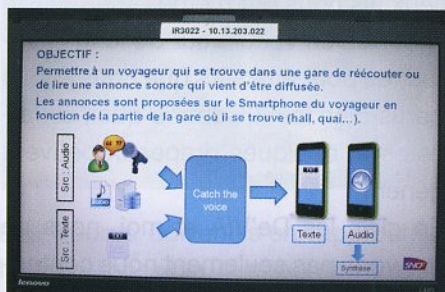 IR3022 - 10.13.203.022
OBJECTIF :
Permettre à un voyageur qui se trouve dans une gare de réécouter ou
de lire une annonce sonore qui vient d'être diffusée.
Les annonces sont proposées sur le Smartphone du voyageur en
fonction de la partie de la gare où il se trouve (hall, quai...).
Src : Audio
AUDIO
Src : Texte
TXT
Catch the
voice
TXT
Texte
Audio
Synthèse
SNCF
lenovo